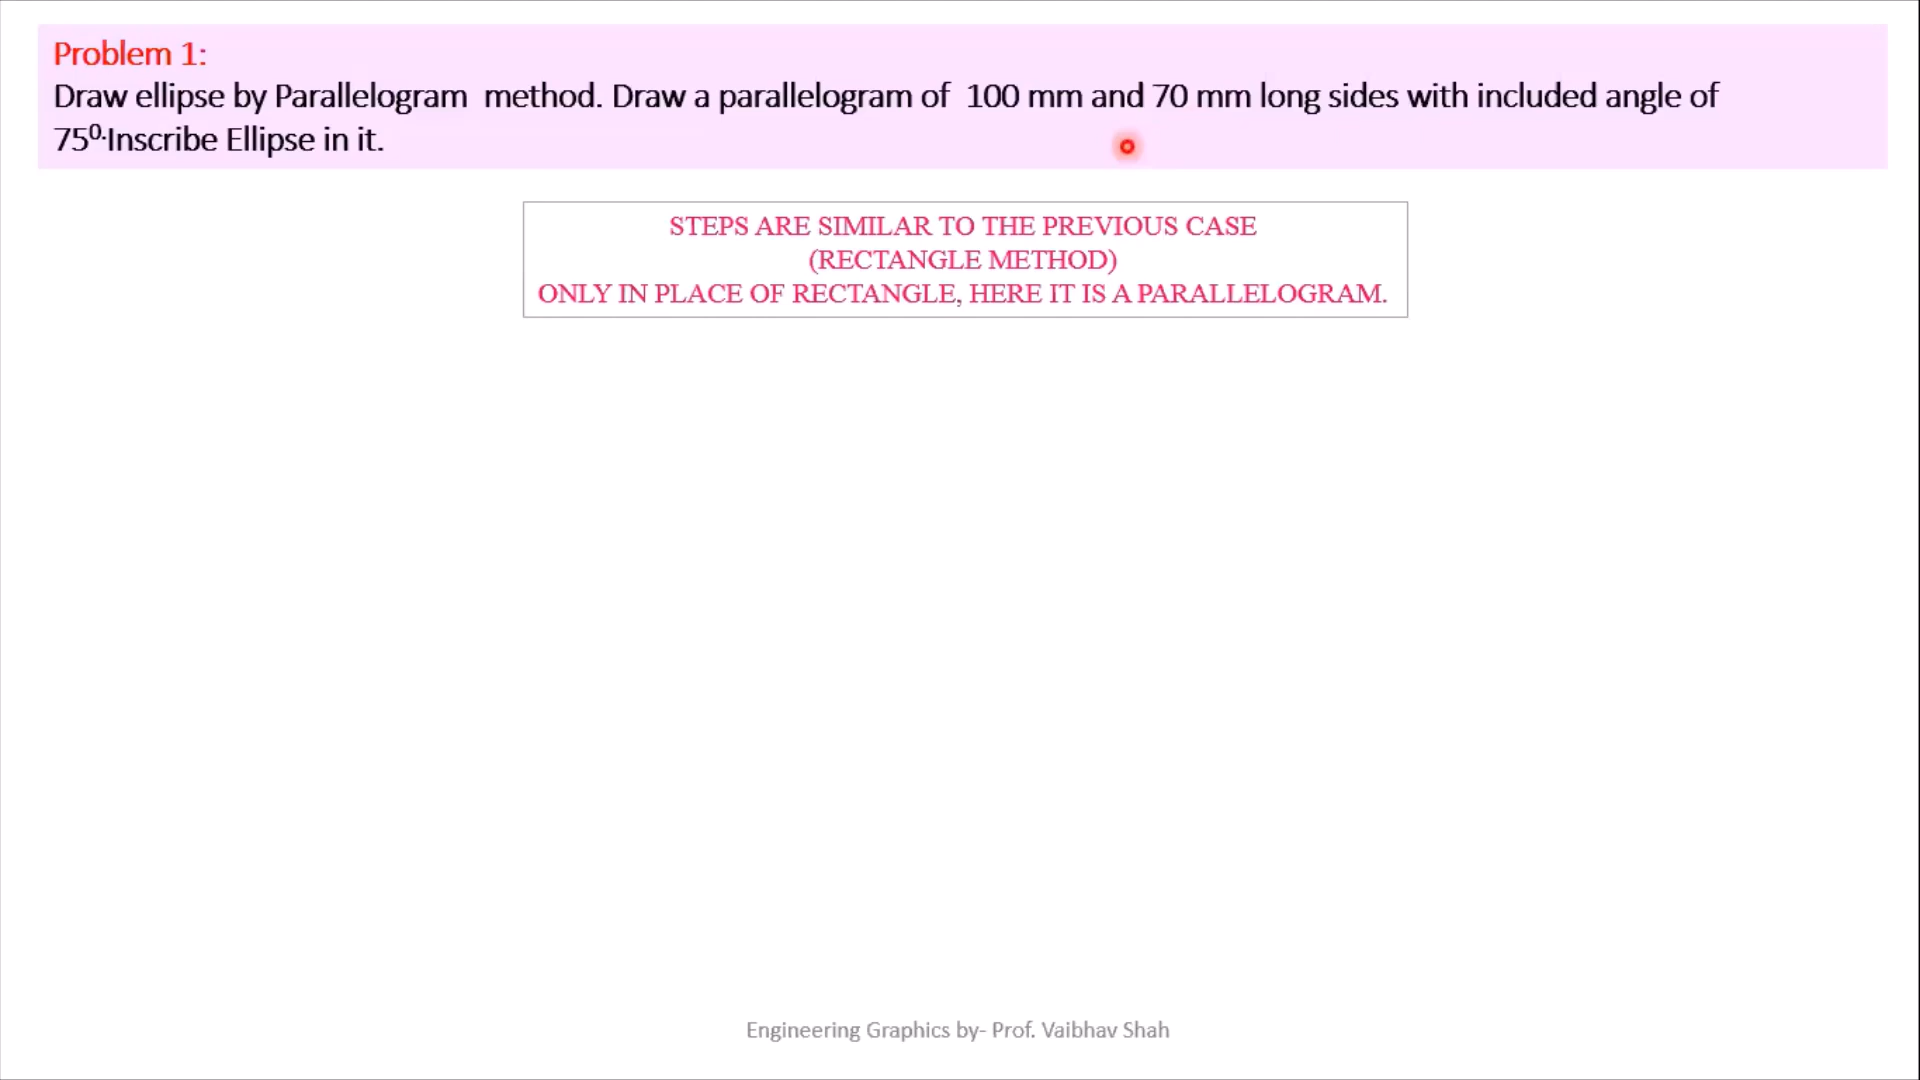 Problem 1:
Draw ellipse by Parallelogram method. Draw a parallelogram of 100 mm and 70 mm long sides with included angle of
75⁰·Inscribe Ellipse in it.
STEPS ARE SIMILAR TO THE PREVIOUS CASE
(RECTANGLE METHOD)
ONLY IN PLACE OF RECTANGLE, HERE IT IS A PARALLELOGRAM.
Engineering Graphics by- Prof. Vaibhav Shah